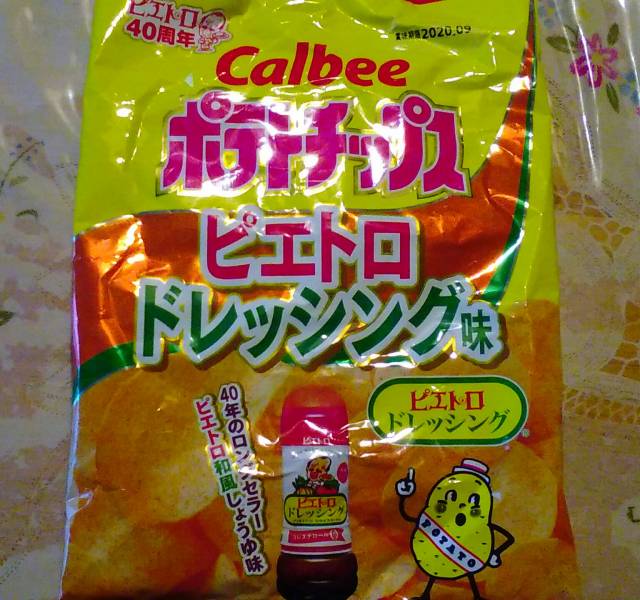 ピエトロ
40周年
賞味期限2020.09
Calbee
ポテトチップス
ピエトロ
ドレッシング味
ピエトロ
ドレッシング
40年のロングセラー
ピエトロ和風しょうゆ味
ピエトロ
ピエトロ
ドレッシング
POTATO